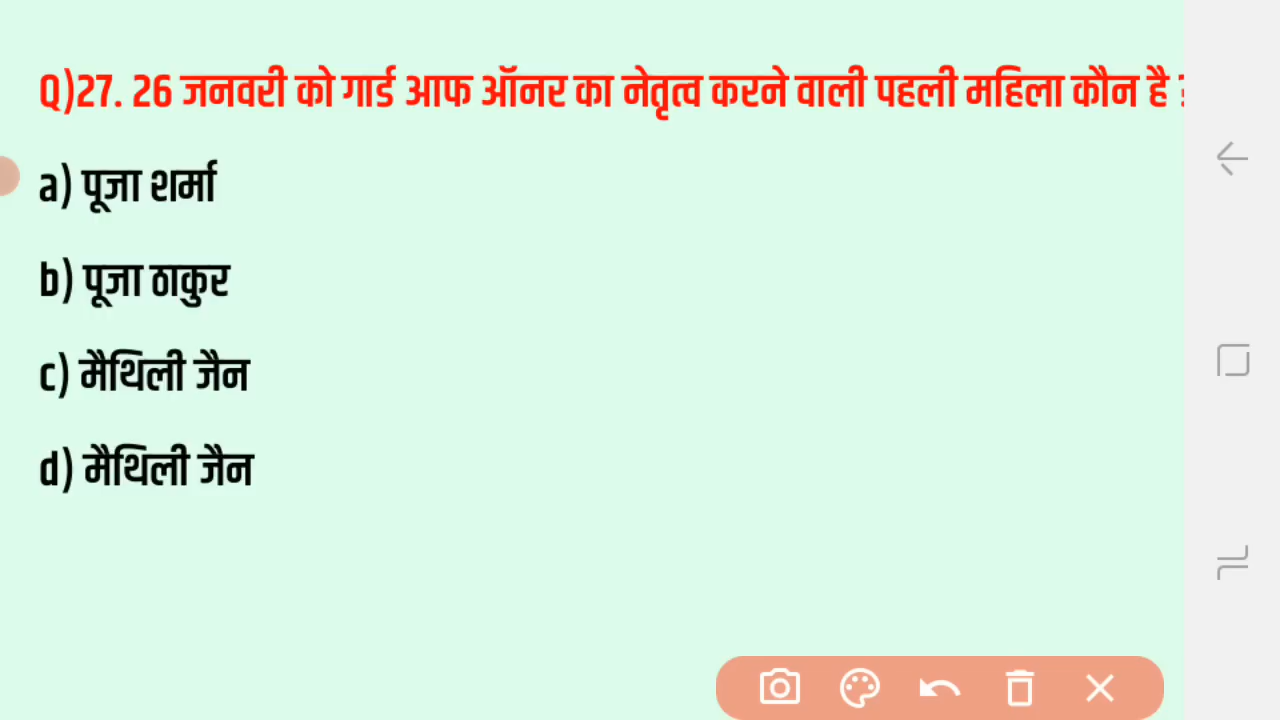 Q)27. 26 जनवरी को गार्ड आफ ऑनर का नेतृत्व करने वाली पहली महिला कौन है ?
a) पूजा शर्मा
b) पूजा ठाकुर
c) मैथिली जैन
d) मैथिली जैन